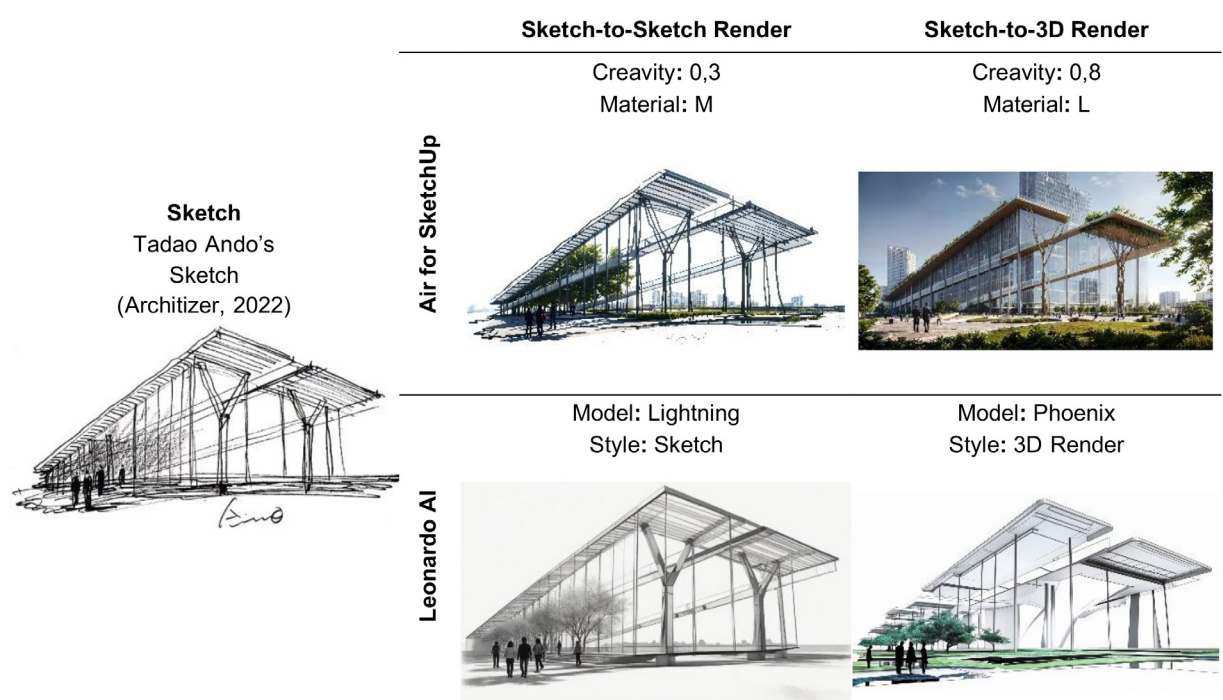 Sketch-to-Sketch Render
Sketch-to-3D Render
Creavity: 0,3
Material: M
Creavity: 0,8
Material: L
Air for SketchUp
Sketch
Tadao Ando’s
Sketch
(Architizer, 2022)
Model: Lightning
Style: Sketch
Model: Phoenix
Style: 3D Render
Leonardo AI